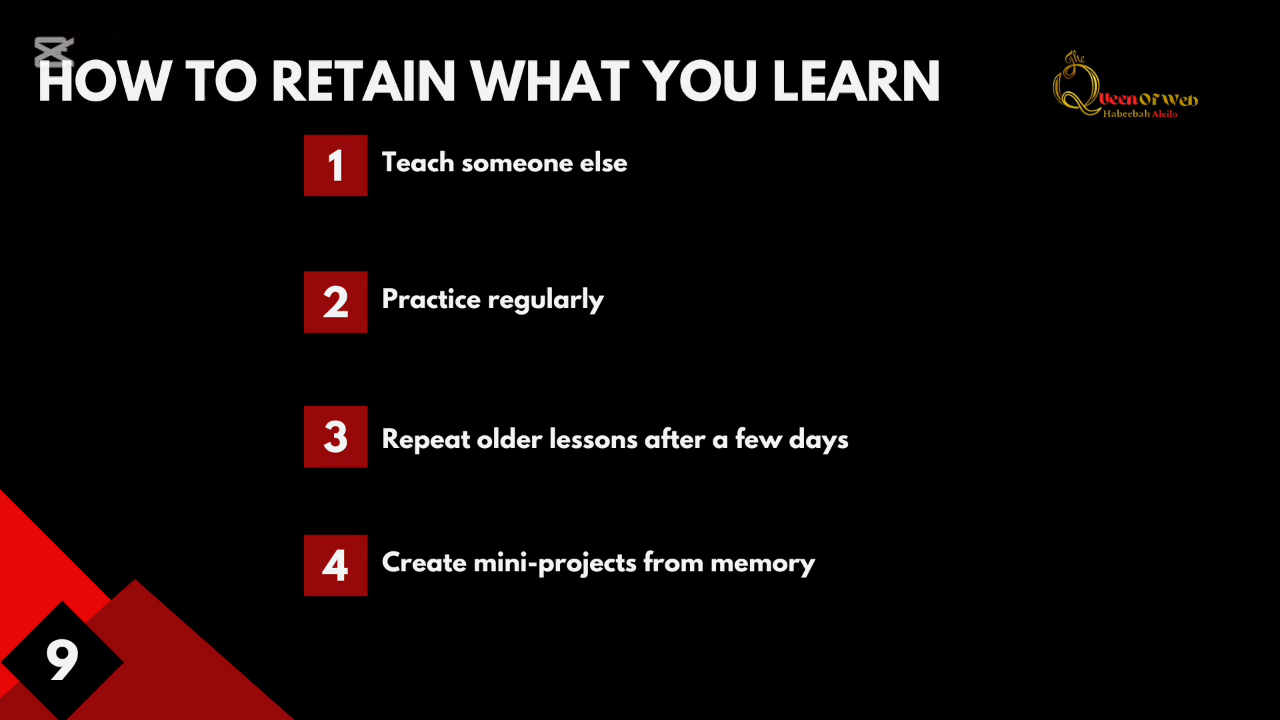 HOW TO RETAIN WHAT YOU LEARN
The
Queen Of Web
Habeebah Aleilo
1 Teach someone else
2 Practice regularly
3 Repeat older lessons after a few days
4 Create mini-projects from memory
9